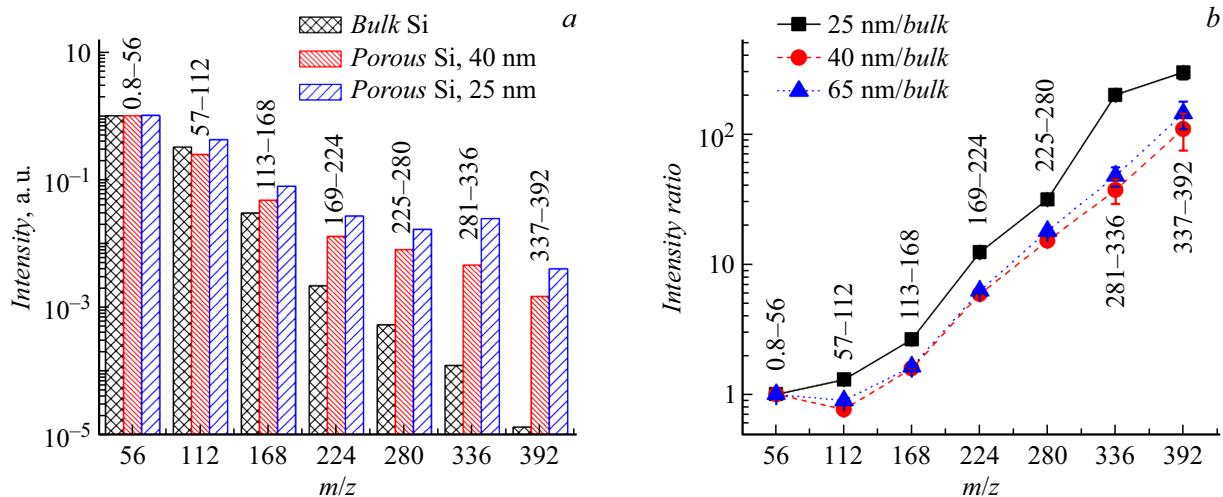 a
Bulk Si
Porous Si, 40 nm
Porous Si, 25 nm
Intensity, a.u.
10
1
10⁻¹
10⁻³
10⁻⁵
0.8–56
57–112
113–168
169–224
225–280
281–336
337–392
56 112 168 224 280 336 392
m/z
b
25 nm/bulk
40 nm/bulk
65 nm/bulk
Intensity ratio
10²
10
1
0.8–56
57–112
113–168
169–224
225–280
281–336
337–392
56 112 168 224 280 336 392
m/z